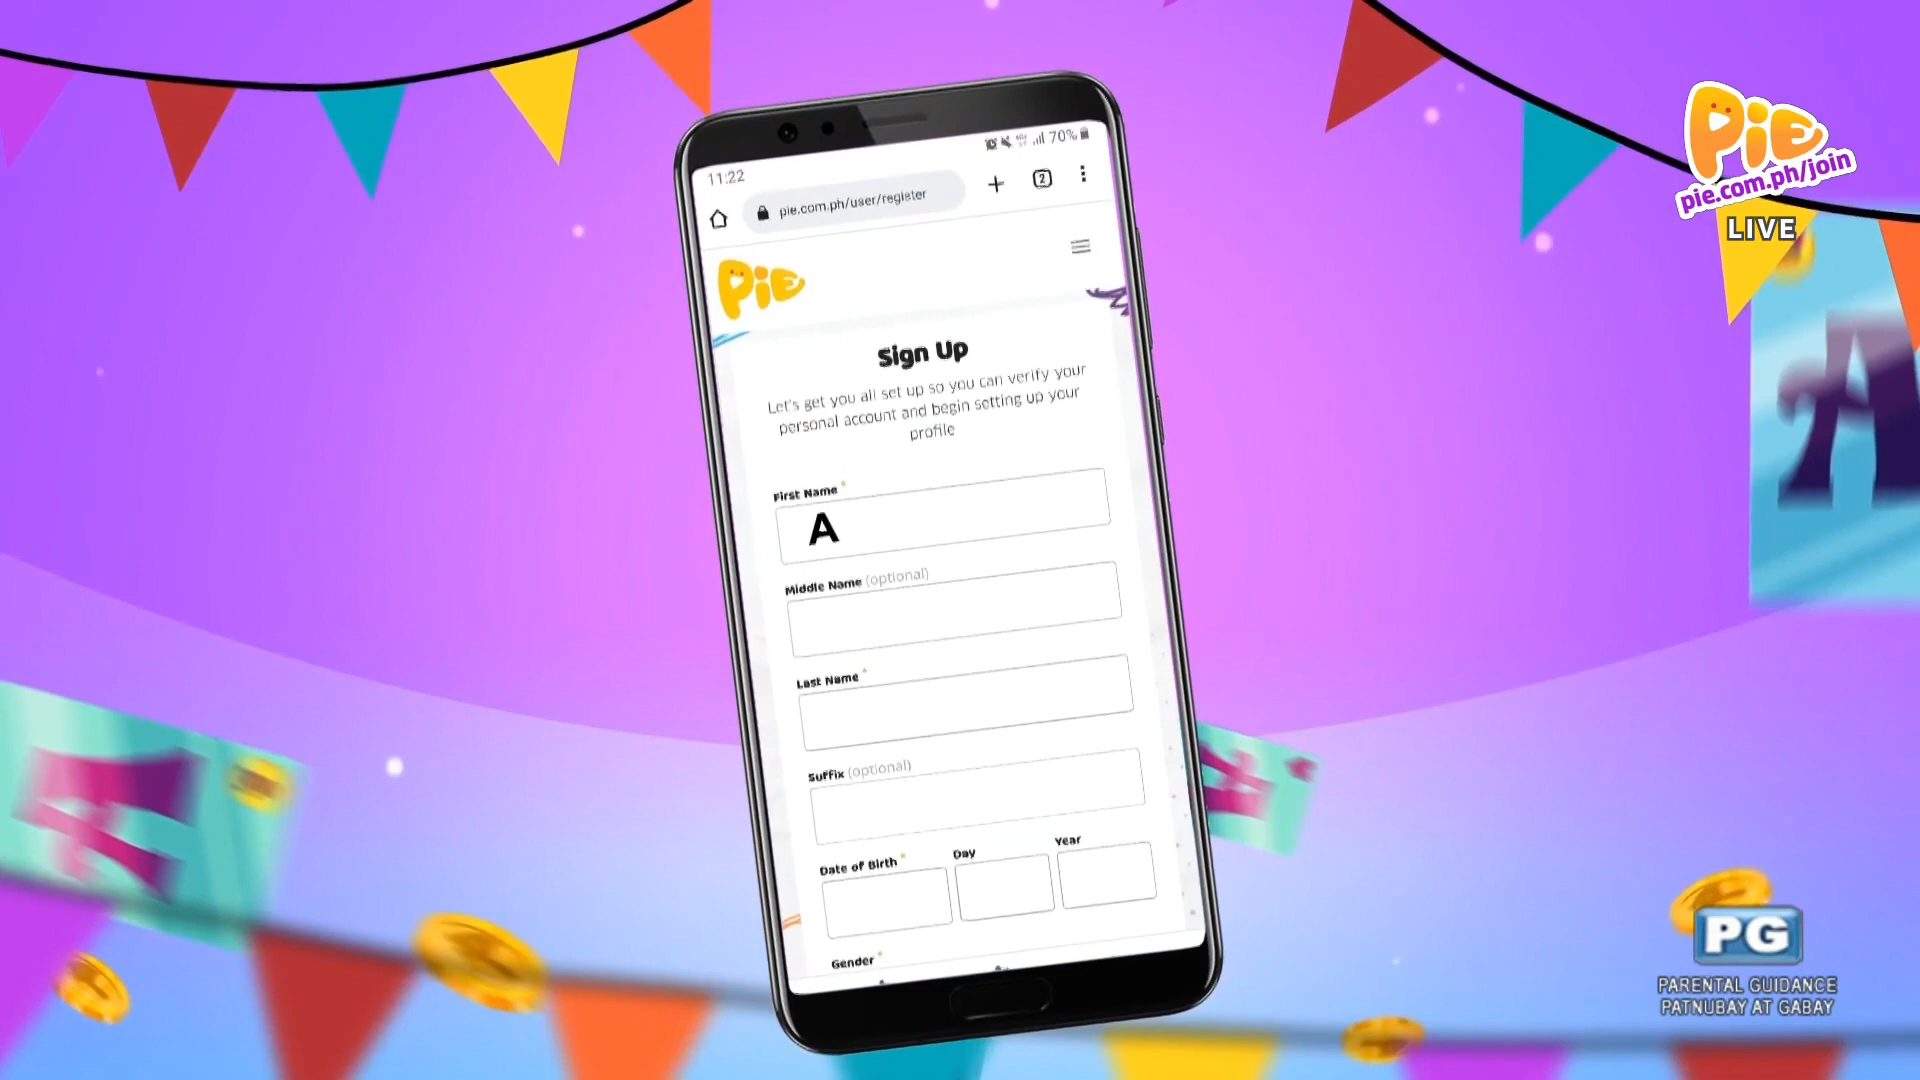 Pie
pie.com.ph/join
LIVE
11:22
70%
pie.com.ph/user/register
2
Pie
Sign Up
Let's get you all set up so you can verify your
personal account and begin setting up your
profile
First Name *
A
Middle Name (optional)
Last Name *
Suffix (optional)
Date of Birth * Day Year
Gender *
PG
PARENTAL GUIDANCE
PATNUBAY AT GABAY